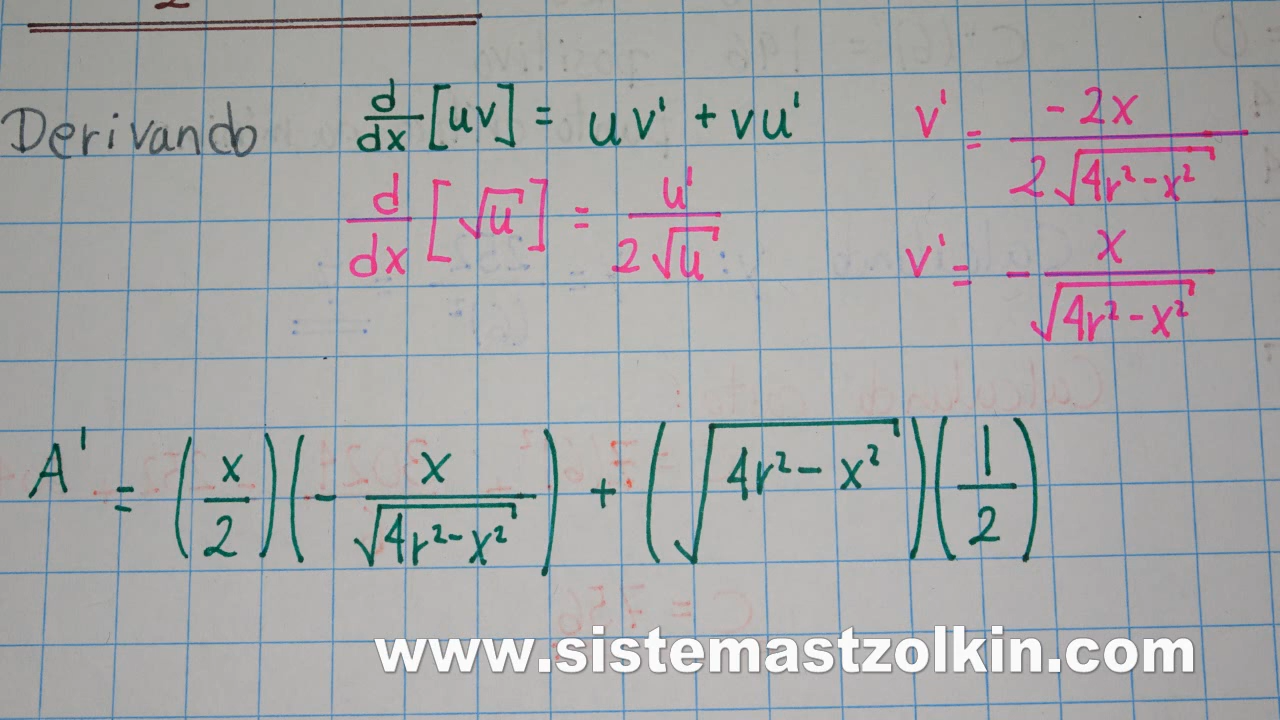 Derivando d/dx [uv] = uv' + vu'
v' = -2x / 2√(4r²-x²)
d/dx [√u] = u' / 2√u
v' = - x / √(4r²-x²)
A' = (x/2)(- x / √(4r²-x²)) + (√(4r²-x²))(1/2)
www.sistemastzolkin.com